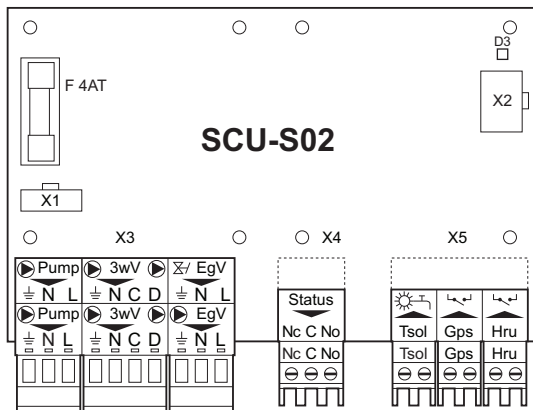 D3
F 4AT
X2
SCU-S02
X1
X3 X4 X5
Pump 3wV EgV
N L N C D N L
Status
Pump 3wV EgV
Nc C No Tsol Gps Hru
N L N C D N L
Nc C No Tsol Gps Hru